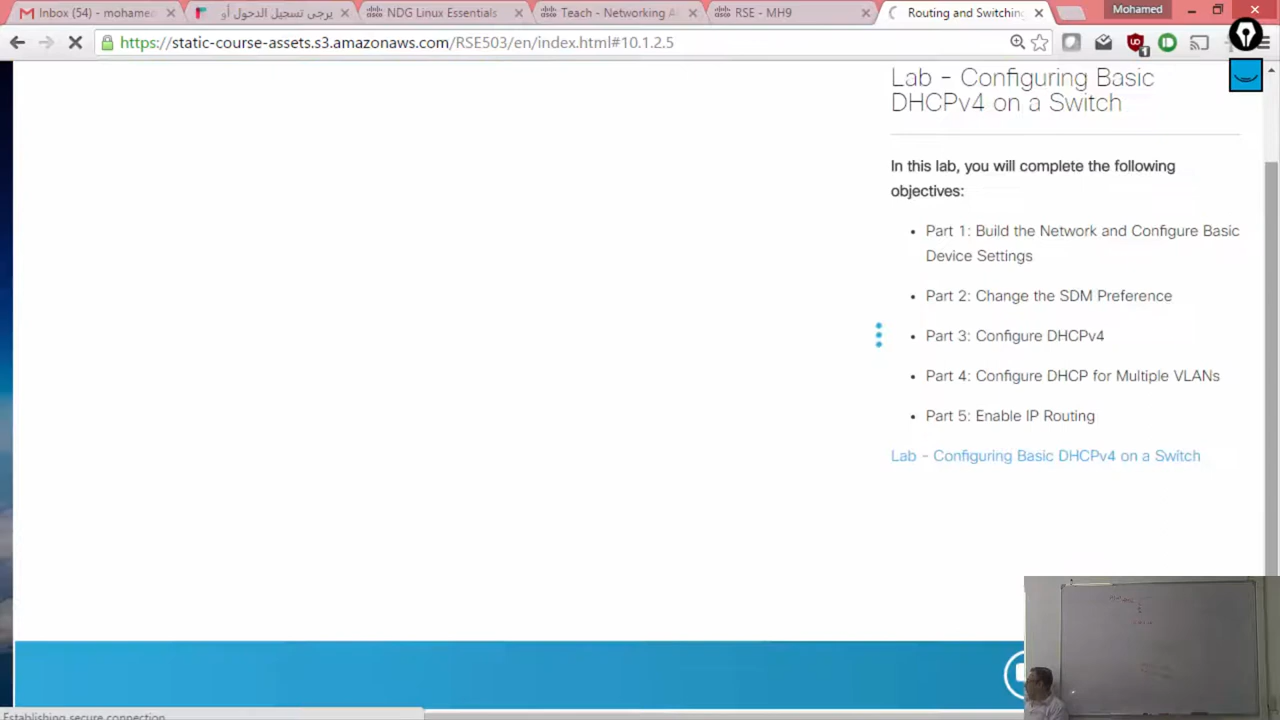 Inbox (54) - mohamed
يرجى تسجيل الدخول أو
NDG Linux Essentials
Teach - Networking A
RSE - MH9
Routing and Switching
Mohamed
https://static-course-assets.s3.amazonaws.com/RSE503/en/index.html#10.1.2.5
Lab - Configuring Basic
DHCPv4 on a Switch
In this lab, you will complete the following
objectives:
• Part 1: Build the Network and Configure Basic
Device Settings
• Part 2: Change the SDM Preference
• Part 3: Configure DHCPv4
• Part 4: Configure DHCP for Multiple VLANs
• Part 5: Enable IP Routing
Lab - Configuring Basic DHCPv4 on a Switch
Establishing secure connection